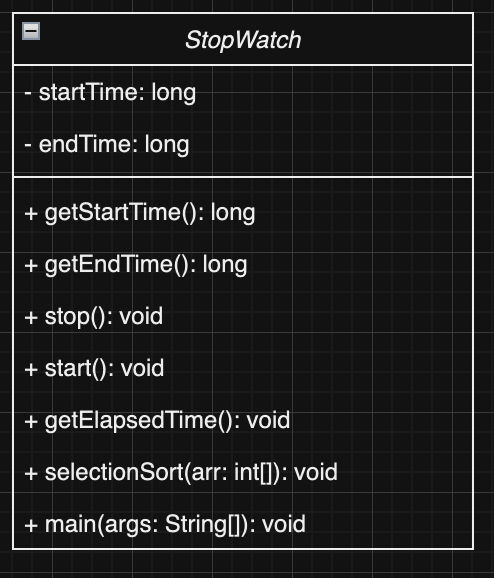 StopWatch
- startTime: long
- endTime: long
+ getStartTime(): long
+ getEndTime(): long
+ stop(): void
+ start(): void
+ getElapsedTime(): void
+ selectionSort(arr: int[]): void
+ main(args: String[]): void